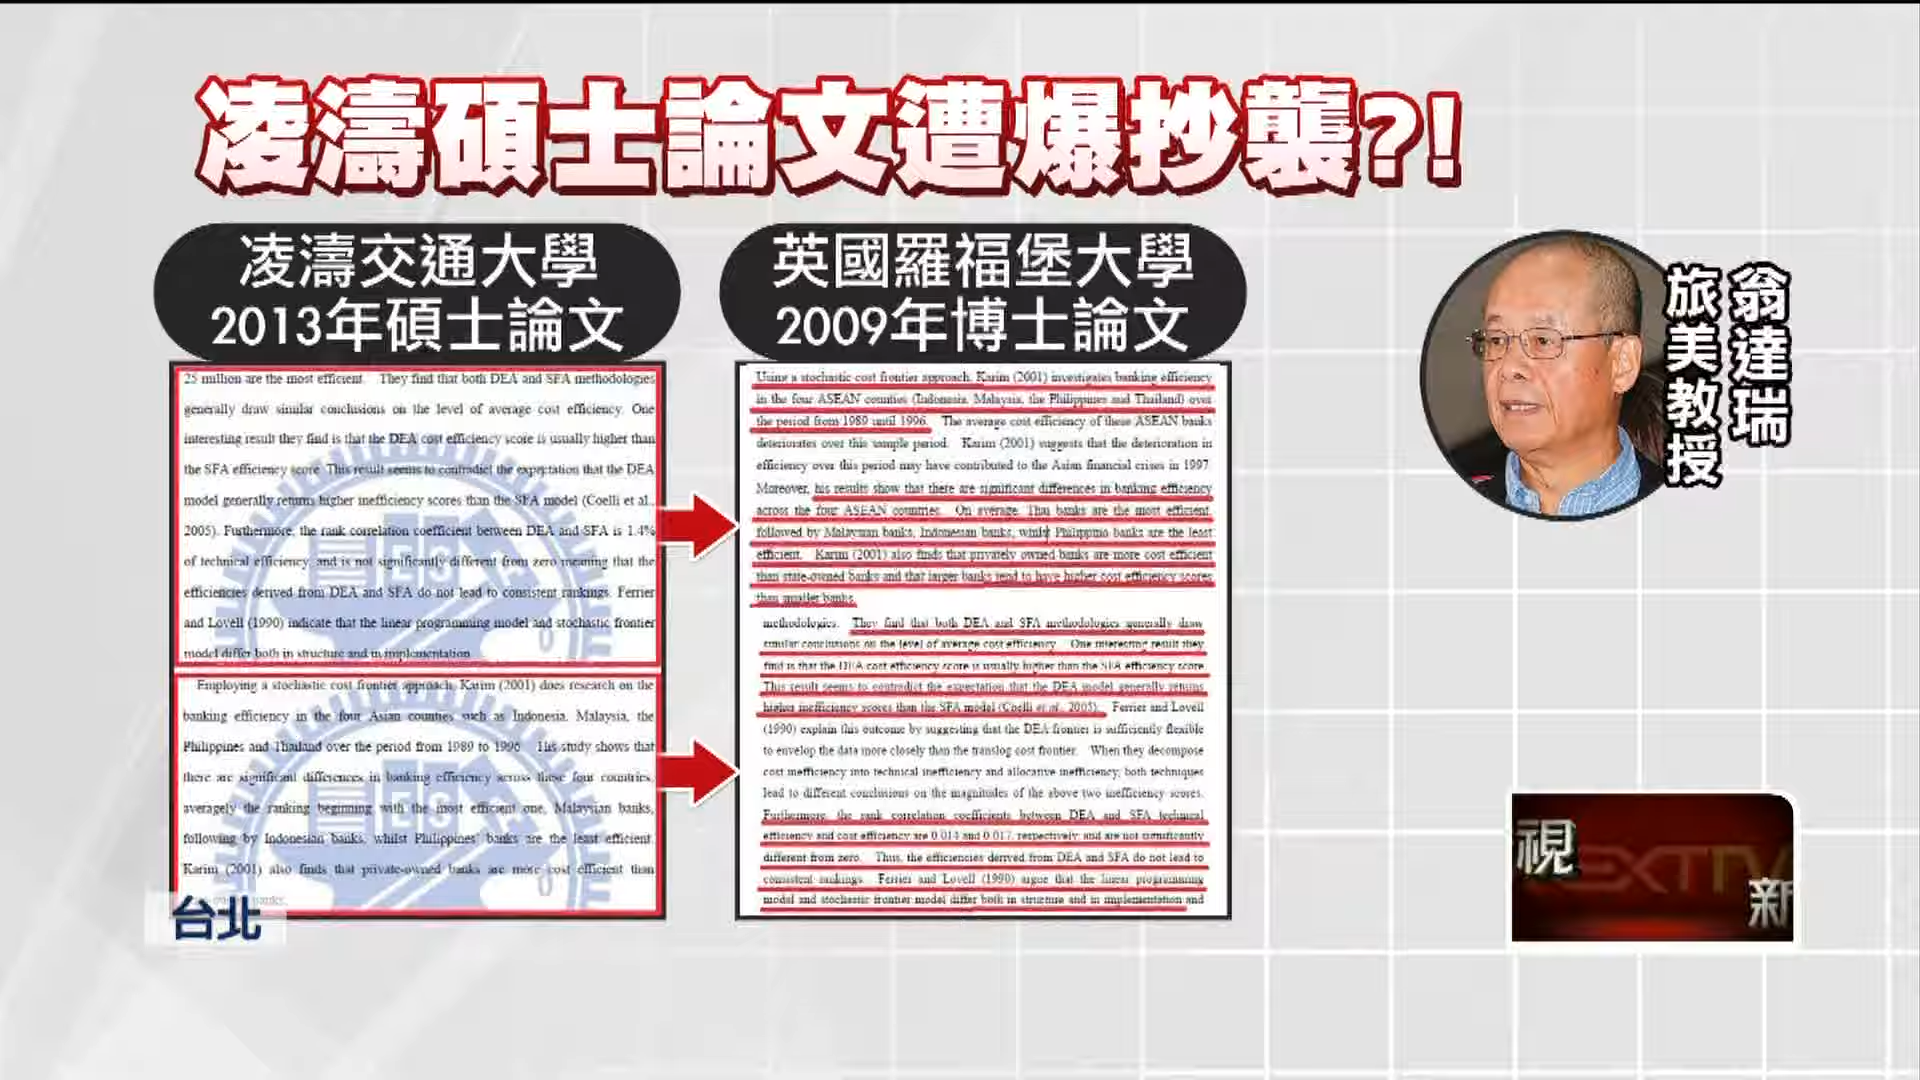 凌濤碩士論文遭爆抄襲?!
凌濤交通大學
2013年碩士論文
25 million are the most efficient. They find that both DEA and SFA methodologies
generally draw similar conclusions on the level of average cost efficiency. One
interesting result they find is that the DEA cost efficiency score is usually higher than
the SFA efficiency score. This result seems to contradict the expectation that the DEA
model generally returns higher inefficiency scores than the SFA model (Coelli et al.,
2005). Furthermore, the rank correlation coefficient between DEA and SFA is 1.4%
of technical efficiency, and is not significantly different from zero meaning that the
efficiencies derived from DEA and SFA do not lead to consistent rankings. Ferrier
and Lovell (1990) indicate that the linear programming model and stochastic frontier
model differ both in structure and in implementation.
Employing a stochastic cost frontier approach, Karim (2001) does research on the
banking efficiency in the four Asian counties such as Indonesia, Malaysia, the
Philippines and Thailand over the period from 1989 to 1996. His study shows that
there are significant differences in banking efficiency across these four countries,
averagely the ranking beginning with the most efficient one, Malaysian banks,
following by Indonesian banks, whilst Philippines' banks are the least efficient.
Karim (2001) also finds that private-owned banks are more cost efficient than
banks.
英國羅福堡大學
2009年博士論文
Using a stochastic cost frontier approach, Karim (2001) investigates banking efficiency
in the four ASEAN counties (Indonesia, Malaysia, the Philippines and Thailand) over
the period from 1989 until 1996. The average cost efficiency of these ASEAN banks
deteriorates over this sample period. Karim (2001) suggests that the deterioration in
efficiency over this period may have contributed to the Asian financial crises in 1997.
Moreover, his results show that there are significant differences in banking efficiency
across the four ASEAN countries. On average, Thai banks are the most efficient,
followed by Malaysian banks, Indonesian banks, whilst Philippino banks are the least
efficient. Karim (2001) also finds that privately owned banks are more cost efficient
than state-owned banks and that larger banks tend to have higher cost efficiency scores
than smaller banks.
methodologies. They find that both DEA and SFA methodologies generally draw
similar conclusions on the level of average cost efficiency. One interesting result they
find is that the DEA cost efficiency score is usually higher than the SFA efficiency score.
This result seems to contradict the expectation that the DEA model generally returns
higher inefficiency scores than the SFA model (Coelli et al., 2005). Ferrier and Lovell
(1990) explain this outcome by suggesting that the DEA frontier is sufficiently flexible
to envelop the data more closely than the translog cost frontier. When they decompose
cost inefficiency into technical inefficiency and allocative inefficiency, both techniques
lead to different conclusions on the magnitudes of the above two inefficiency scores.
Furthermore, the rank correlation coefficients between DEA and SFA technical
efficiency and cost efficiency are 0.014 and 0.017, respectively, and are not significantly
different from zero. Thus, the efficiencies derived from DEA and SFA do not lead to
consistent rankings. Ferrier and Lovell (1990) argue that the linear programming
model and stochastic frontier model differ both in structure and in implementation and
翁達瑞
旅美教授
視
NEXTTV
新
台北